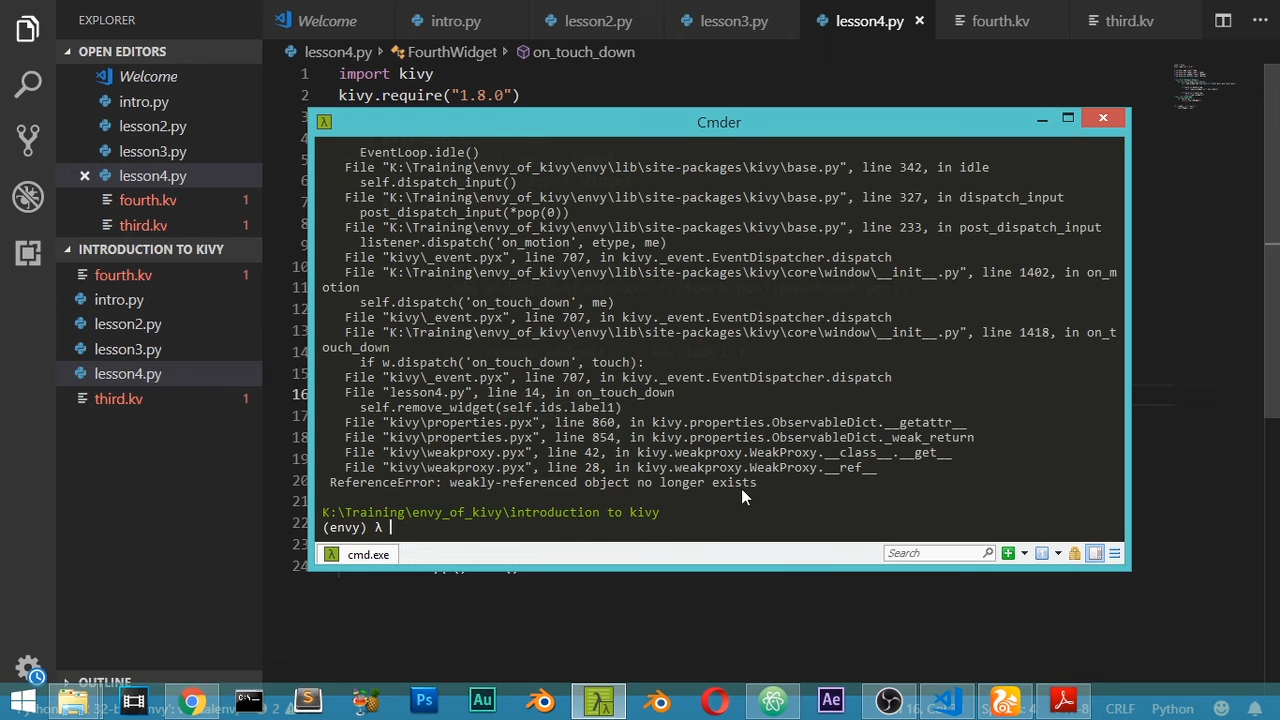 EXPLORER
Welcome
intro.py
lesson2.py
lesson3.py
lesson4.py
fourth.kv
third.kv
OPEN EDITORS
Welcome
intro.py
lesson2.py
lesson3.py
lesson4.py
fourth.kv 1
third.kv 1
INTRODUCTION TO KIVY
fourth.kv 1
intro.py
lesson2.py
lesson3.py
lesson4.py
third.kv 1
OUTLINE
lesson4.py FourthWidget on_touch_down
1 import kivy
2 kivy.require("1.8.0")
Cmder
EventLoop.idle()
File "K:\Training\envy_of_kivy\envy\lib\site-packages\kivy\base.py", line 342, in idle
self.dispatch_input()
File "K:\Training\envy_of_kivy\envy\lib\site-packages\kivy\base.py", line 327, in dispatch_input
post_dispatch_input(*pop(0))
File "K:\Training\envy_of_kivy\envy\lib\site-packages\kivy\base.py", line 233, in post_dispatch_input
listener.dispatch('on_motion', etype, me)
File "kivy\_event.pyx", line 707, in kivy._event.EventDispatcher.dispatch
File "K:\Training\envy_of_kivy\envy\lib\site-packages\kivy\core\window\__init__.py", line 1402, in on_m
otion
self.dispatch('on_touch_down', me)
File "kivy\_event.pyx", line 707, in kivy._event.EventDispatcher.dispatch
File "K:\Training\envy_of_kivy\envy\lib\site-packages\kivy\core\window\__init__.py", line 1418, in on_t
ouch_down
if w.dispatch('on_touch_down', touch):
File "kivy\_event.pyx", line 707, in kivy._event.EventDispatcher.dispatch
File "lesson4.py", line 14, in on_touch_down
self.remove_widget(self.ids.label1)
File "kivy\properties.pyx", line 860, in kivy.properties.ObservableDict.__getattr__
File "kivy\properties.pyx", line 854, in kivy.properties.ObservableDict._weak_return
File "kivy\weakproxy.pyx", line 42, in kivy.weakproxy.WeakProxy.__class__.__get__
File "kivy\weakproxy.pyx", line 28, in kivy.weakproxy.WeakProxy.__ref__
ReferenceError: weakly-referenced object no longer exists
K:\Training\envy_of_kivy\introduction to kivy
(envy) λ
cmd.exe
Search
24
Ps
Au
Ae
CRLF
Python